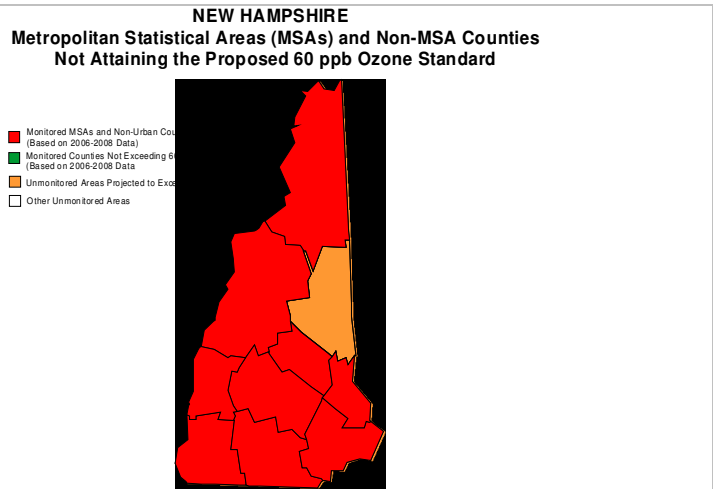 NEW HAMPSHIRE
Metropolitan Statistical Areas (MSAs) and Non-MSA Counties
Not Attaining the Proposed 60 ppb Ozone Standard
Monitored MSAs and Non-Urban Cou
(Based on 2006-2008 Data)
Monitored Counties Not Exceeding 6
(Based on 2006-2008 Data
Unmonitored Areas Projected to Exce
Other Unmonitored Areas